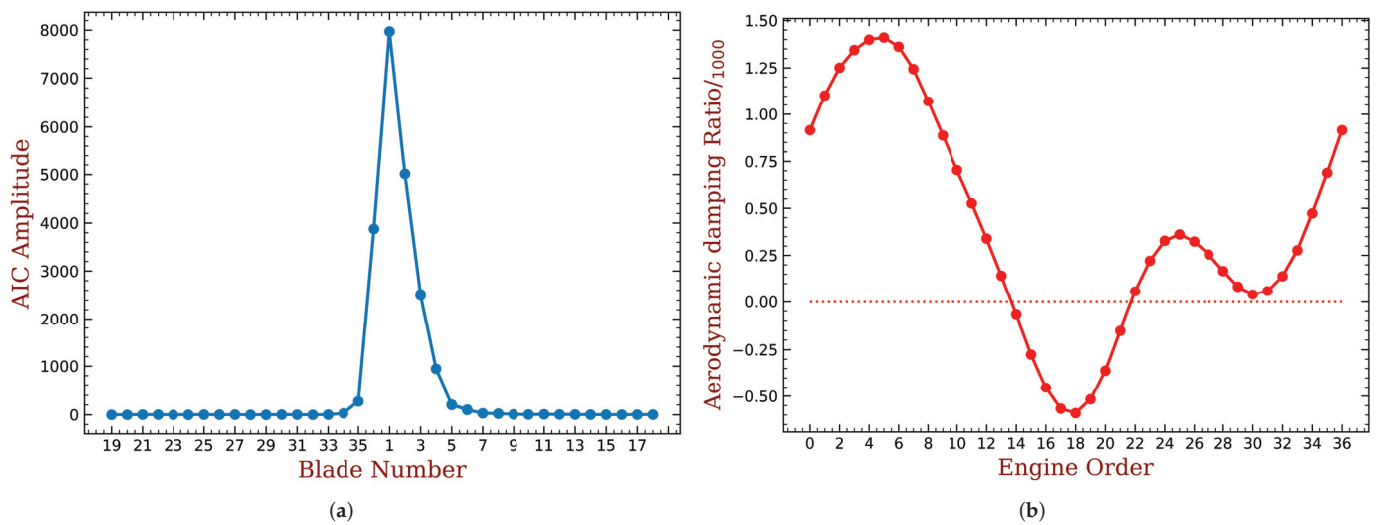 8000
7000
6000
5000
4000
3000
2000
1000
0
AIC Amplitude
19 21 23 25 27 29 31 33 35 1 3 5 7 9 11 13 15 17
Blade Number
(a)
1.50
1.25
1.00
0.75
0.50
0.25
0.00
−0.25
−0.50
Aerodynamic damping Ratio/1000
0 2 4 6 8 10 12 14 16 18 20 22 24 26 28 30 32 34 36
Engine Order
(b)